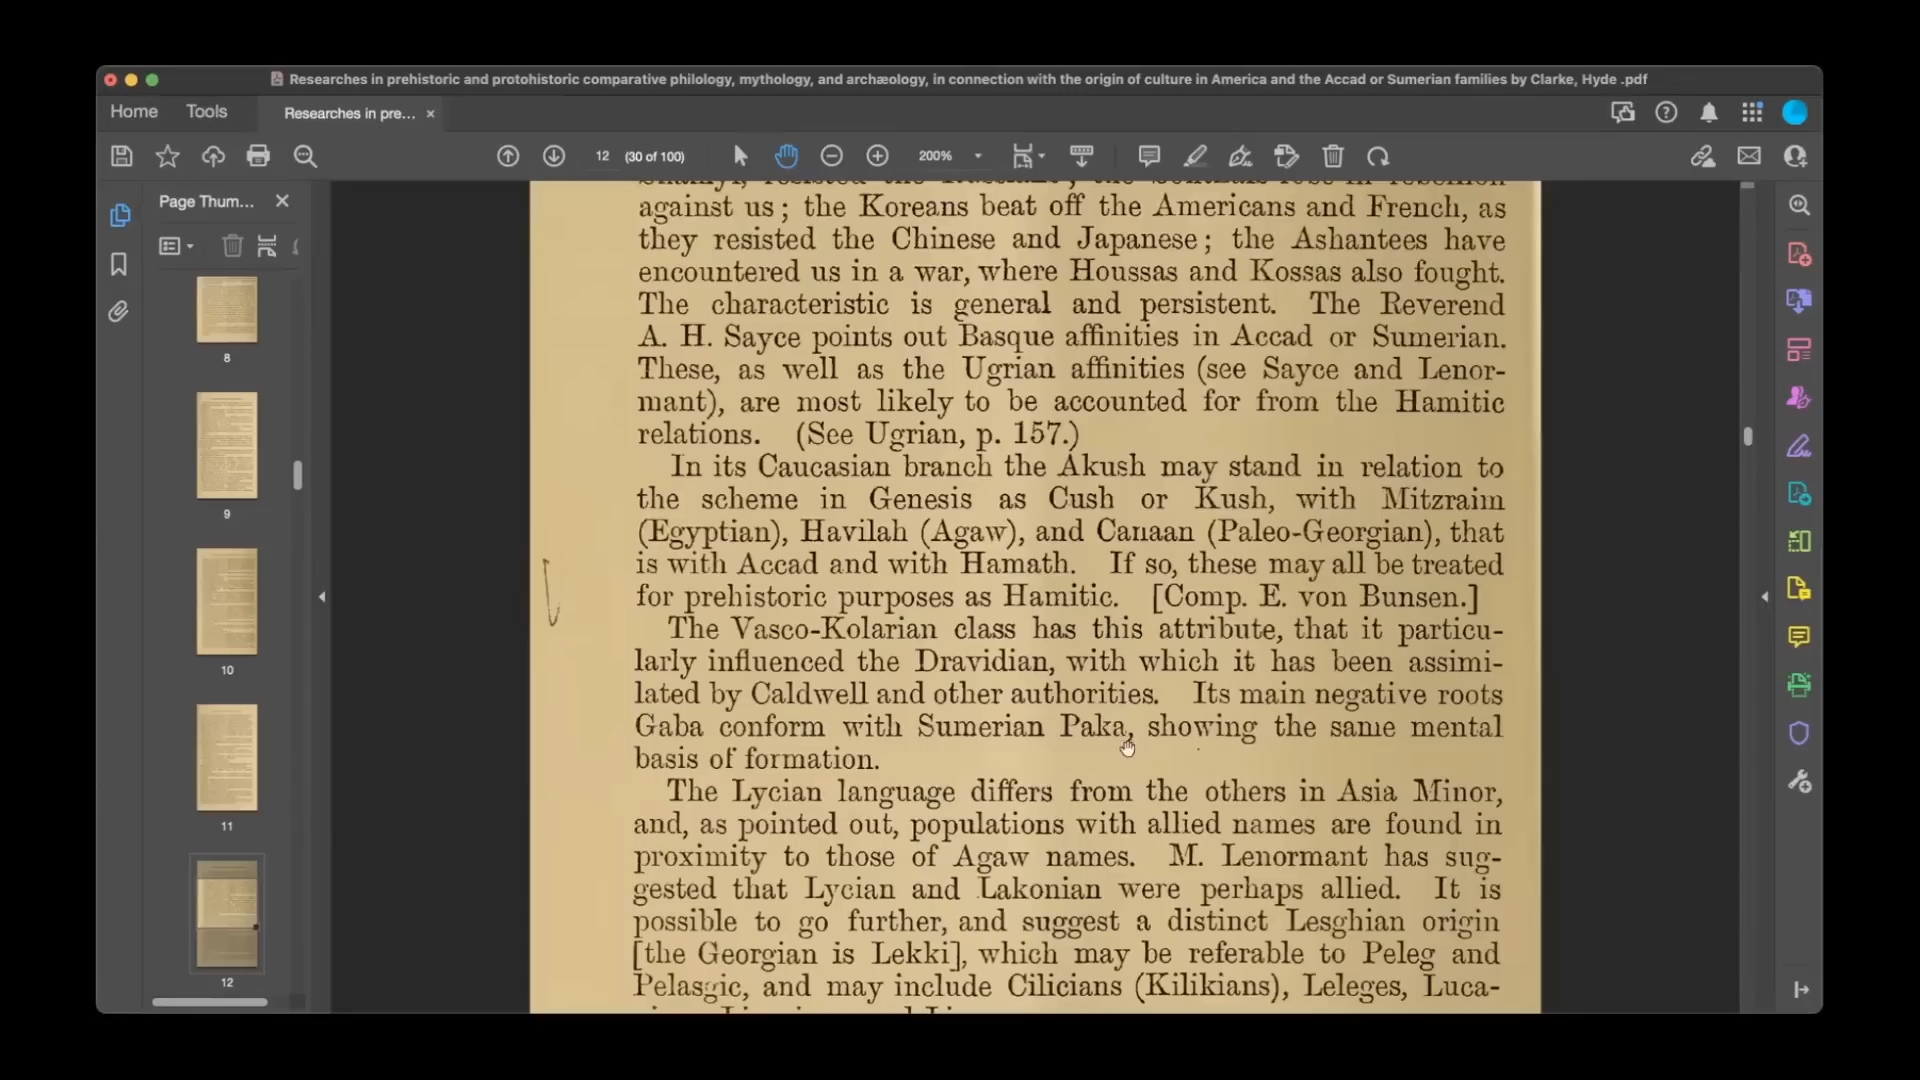 Researches in prehistoric and protohistoric comparative philology, mythology, and archæology, in connection with the origin of culture in America and the Accad or Sumerian families by Clarke, Hyde .pdf
Home Tools Researches in pre... ×
12 (30 of 100) 200%
Page Thum...
8
9
10
11
12
against us; the Koreans beat off the Americans and French, as
they resisted the Chinese and Japanese; the Ashantees have
encountered us in a war, where Houssas and Kossas also fought.
The characteristic is general and persistent. The Reverend
A. H. Sayce points out Basque affinities in Accad or Sumerian.
These, as well as the Ugrian affinities (see Sayce and Lenor-
mant), are most likely to be accounted for from the Hamitic
relations. (See Ugrian, p. 157.)
In its Caucasian branch the Akush may stand in relation to
the scheme in Genesis as Cush or Kush, with Mitzraim
(Egyptian), Havilah (Agaw), and Canaan (Paleo-Georgian), that
is with Accad and with Hamath. If so, these may all be treated
for prehistoric purposes as Hamitic. [Comp. E. von Bunsen.]
The Vasco-Kolarian class has this attribute, that it particu-
larly influenced the Dravidian, with which it has been assimi-
lated by Caldwell and other authorities. Its main negative roots
Gaba conform with Sumerian Paka, showing the same mental
basis of formation.
The Lycian language differs from the others in Asia Minor,
and, as pointed out, populations with allied names are found in
proximity to those of Agaw names. M. Lenormant has sug-
gested that Lycian and Lakonian were perhaps allied. It is
possible to go further, and suggest a distinct Lesghian origin
[the Georgian is Lekki], which may be referable to Peleg and
Pelasgic, and may include Cilicians (Kilikians), Leleges, Luca-